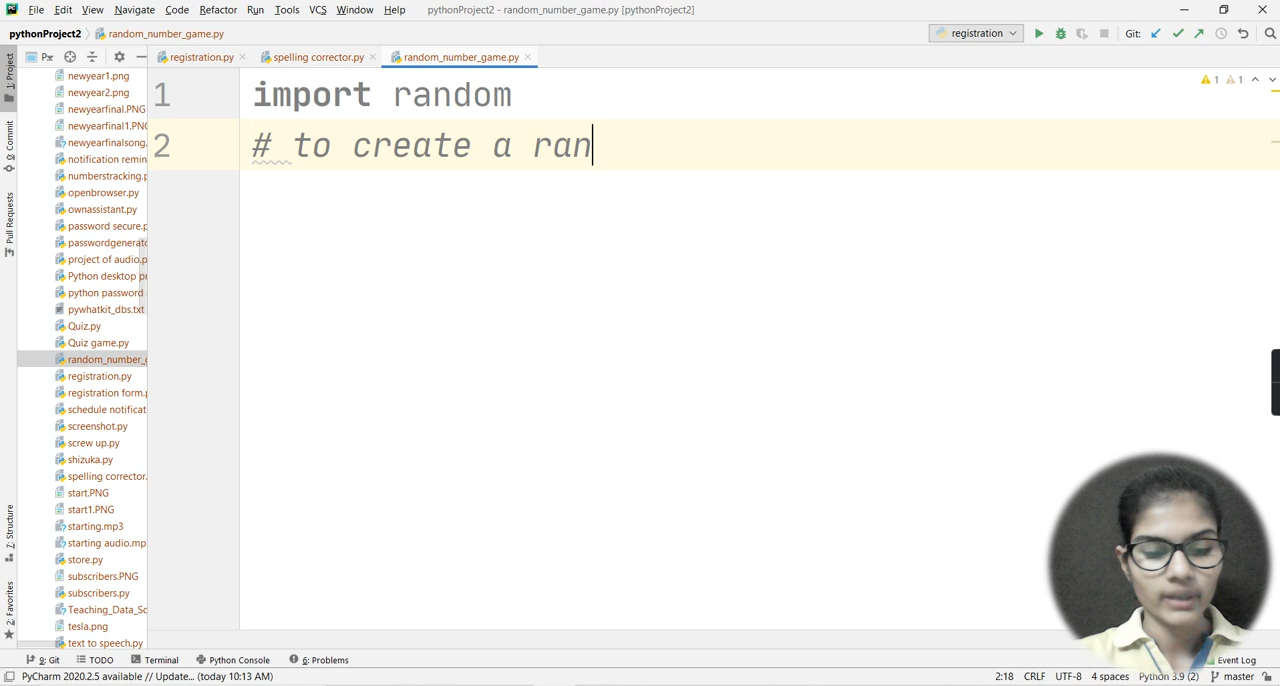 File Edit View Navigate Code Refactor Run Tools VCS Window Help pythonProject2 - random_number_game.py [pythonProject2]
pythonProject2 random_number_game.py registration Git:
registration.py spelling corrector.py random_number_game.py
1 import random
2 # to create a ran
1 1
1: Project
0: Commit
Pull Requests
Z: Structure
2: Favorites
newyear1.png
newyear2.png
newyearfinal.PNG
newyearfinal1.PNG
newyearfinalsong.
notification remin
numberstracking.p
openbrowser.py
ownassistant.py
password secure.p
passwordgenerato
project of audio.p
Python desktop pr
python password
pywhatkit_dbs.txt
Quiz.py
Quiz game.py
random_number_g
registration.py
registration form.p
schedule notificat
screenshot.py
screw up.py
shizuka.py
spelling corrector.
start.PNG
start1.PNG
starting.mp3
starting audio.mp
store.py
subscribers.PNG
subscribers.py
Teaching_Data_Sc
tesla.png
text to speech.py
9: Git TODO Terminal Python Console 6: Problems Event Log
PyCharm 2020.2.5 available // Update... (today 10:13 AM) 2:18 CRLF UTF-8 4 spaces Python 3.9 (2) master